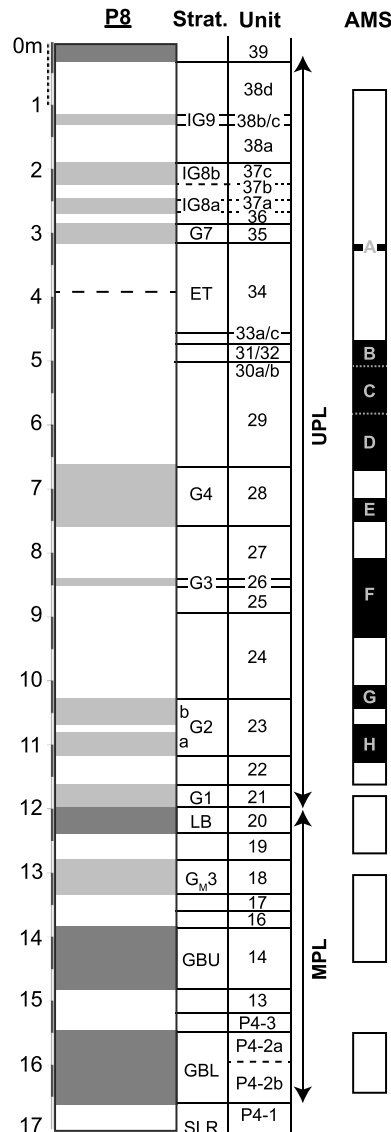 P8 Strat. Unit AMS
0m
39
38d
1
IG9 38b/c
38a
2
IG8b 37c
37b
IG8a 37a
36
3
G7 35
A
4
ET 34
33a/c
31/32
B
5
30a/b
C
6
29
D
UPL
7
G4 28
E
8
27
G3 26
F
25
9
24
10
G
b
G2 23
a
H
11
22
G1 21
12
LB 20
19
13
GM3 18
17
16
14
GBU 14
MPL
15
13
P4-3
P4-2a
16
GBL
P4-2b
P4-1
17
SLR